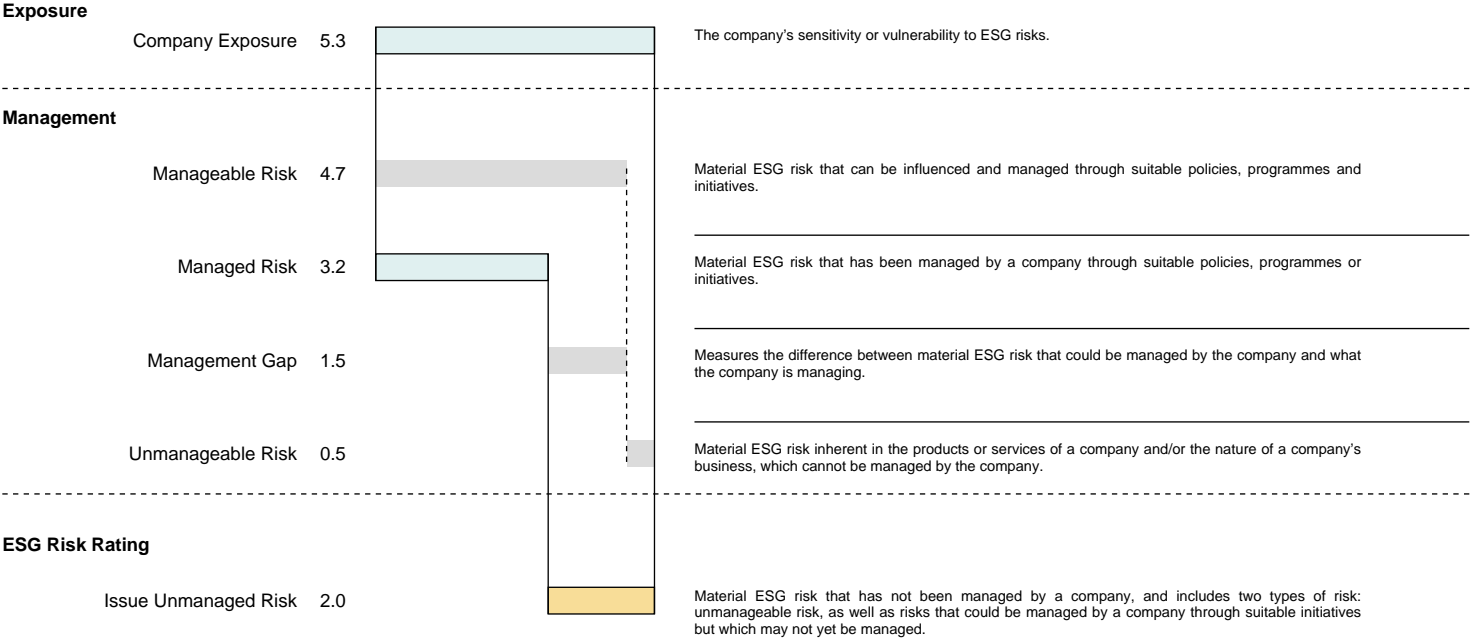 Exposure
Company Exposure 5.3
The company’s sensitivity or vulnerability to ESG risks.
Management
Manageable Risk 4.7
Material ESG risk that can be influenced and managed through suitable policies, programmes and
initiatives.
Managed Risk 3.2
Material ESG risk that has been managed by a company through suitable policies, programmes or
initiatives.
Management Gap 1.5
Measures the difference between material ESG risk that could be managed by the company and what
the company is managing.
Unmanageable Risk 0.5
Material ESG risk inherent in the products or services of a company and/or the nature of a company’s
business, which cannot be managed by the company.
ESG Risk Rating
Issue Unmanaged Risk 2.0
Material ESG risk that has not been managed by a company, and includes two types of risk:
unmanageable risk, as well as risks that could be managed by a company through suitable initiatives
but which may not yet be managed.